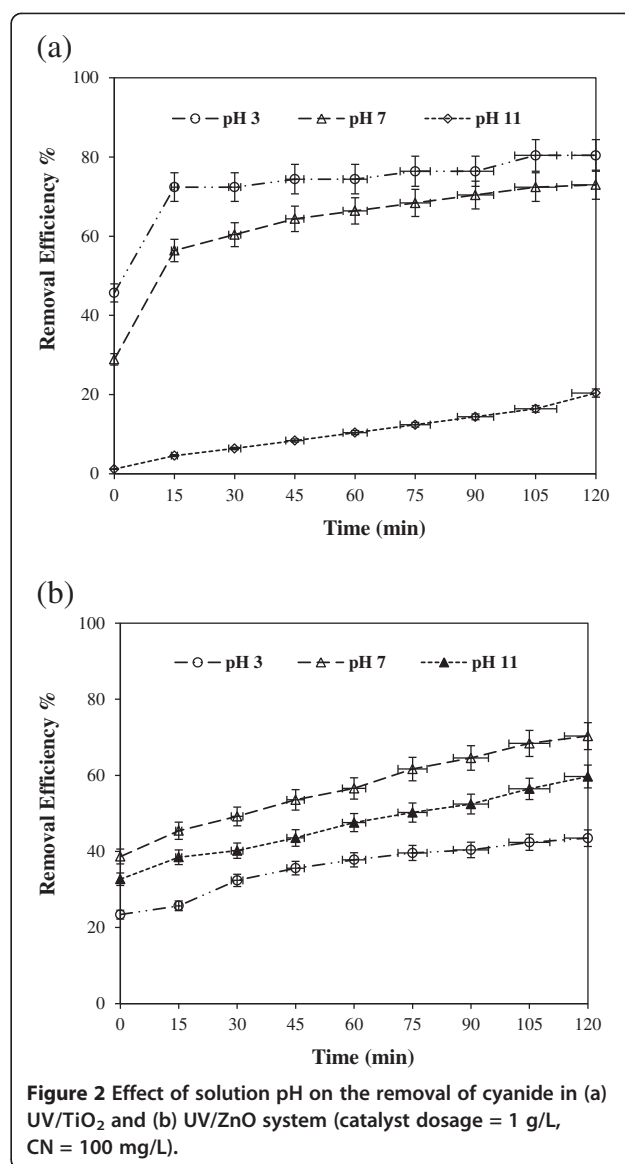 (a)
100
80
60
40
20
0
Removal Efficiency %
pH 3 pH 7 pH 11
0 15 30 45 60 75 90 105 120
Time (min)
(b)
100
80
60
40
20
0
Removal Efficiency %
pH 3 pH 7 pH 11
0 15 30 45 60 75 90 105 120
Time (min)
Figure 2 Effect of solution pH on the removal of cyanide in (a)
UV/TiO₂ and (b) UV/ZnO system (catalyst dosage = 1 g/L,
CN = 100 mg/L).